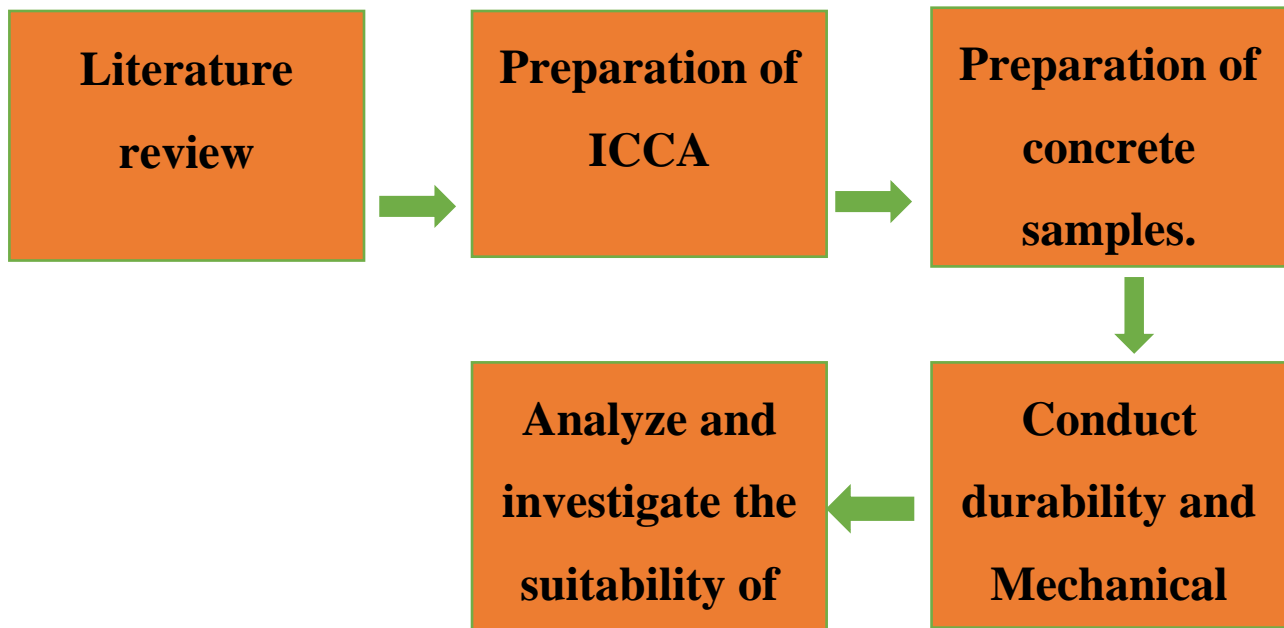 Literature
review
Preparation of
ICCA
Preparation of
concrete
samples.
Conduct
durability and
Mechanical
Analyze and
investigate the
suitability of